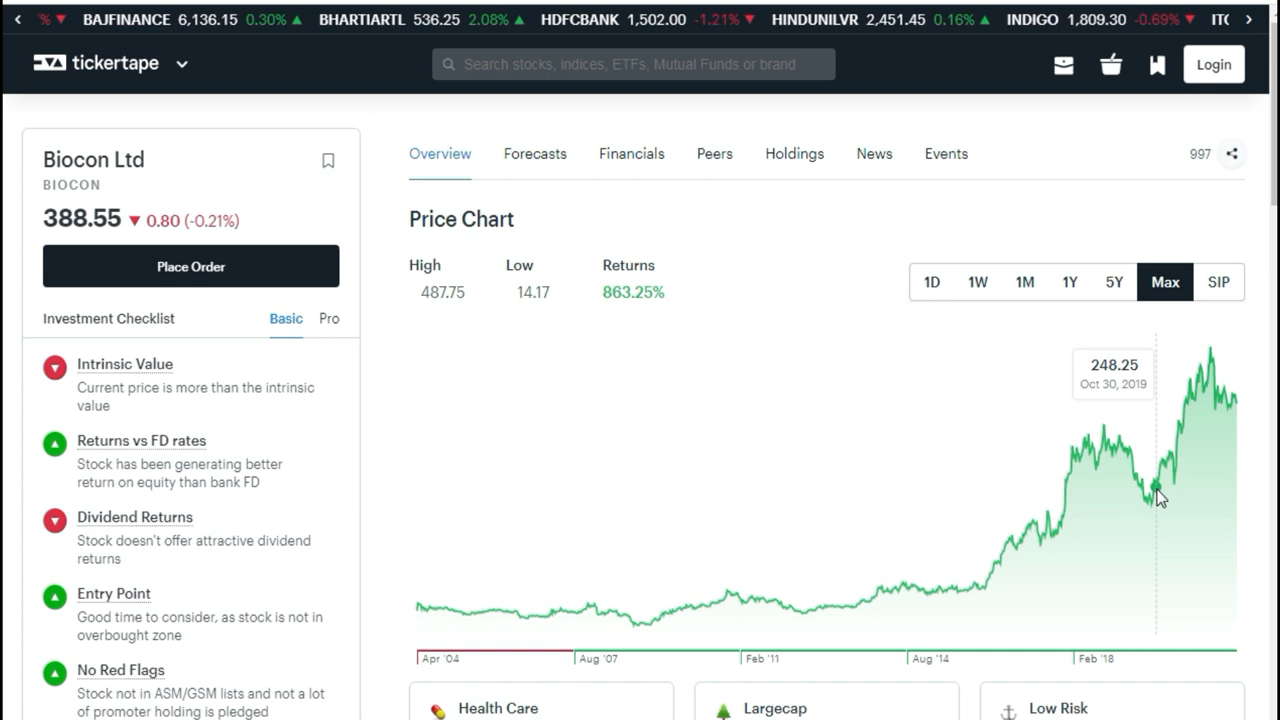 % BAJFINANCE 6,136.15 0.30% BHARTIARTL 536.25 2.08% HDFCBANK 1,502.00 -1.21% HINDUNILVR 2,451.45 0.16% INDIGO 1,809.30 -0.69%
tickertape
Search stocks, indices, ETFs, Mutual Funds or brand
Login
Biocon Ltd
BIOCON
388.55 0.80 (-0.21%)
Place Order
Investment Checklist Basic Pro
Intrinsic Value
Current price is more than the intrinsic
value
Returns vs FD rates
Stock has been generating better
return on equity than bank FD
Dividend Returns
Stock doesn't offer attractive dividend
returns
Entry Point
Good time to consider, as stock is not in
overbought zone
No Red Flags
Stock not in ASM/GSM lists and not a lot
of promoter holding is pledged
Overview Forecasts Financials Peers Holdings News Events 997
Price Chart
High Low Returns
487.75 14.17 863.25%
1D 1W 1M 1Y 5Y Max SIP
248.25
Oct 30, 2019
Apr '04 Aug '07 Feb '11 Aug '14 Feb '18
Health Care Largecap Low Risk